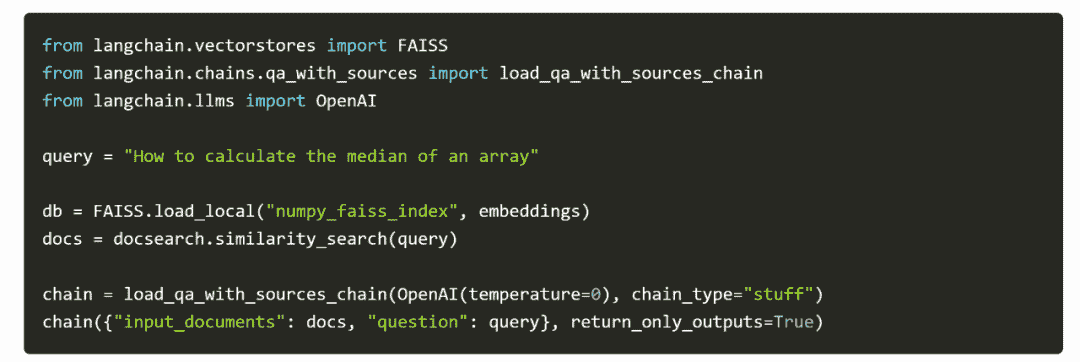 from langchain.vectorstores import FAISS
from langchain.chains.qa_with_sources import load_qa_with_sources_chain
from langchain.llms import OpenAI
query = "How to calculate the median of an array"
db = FAISS.load_local("numpy_faiss_index", embeddings)
docs = docsearch.similarity_search(query)
chain = load_qa_with_sources_chain(OpenAI(temperature=0), chain_type="stuff")
chain({"input_documents": docs, "question": query}, return_only_outputs=True)